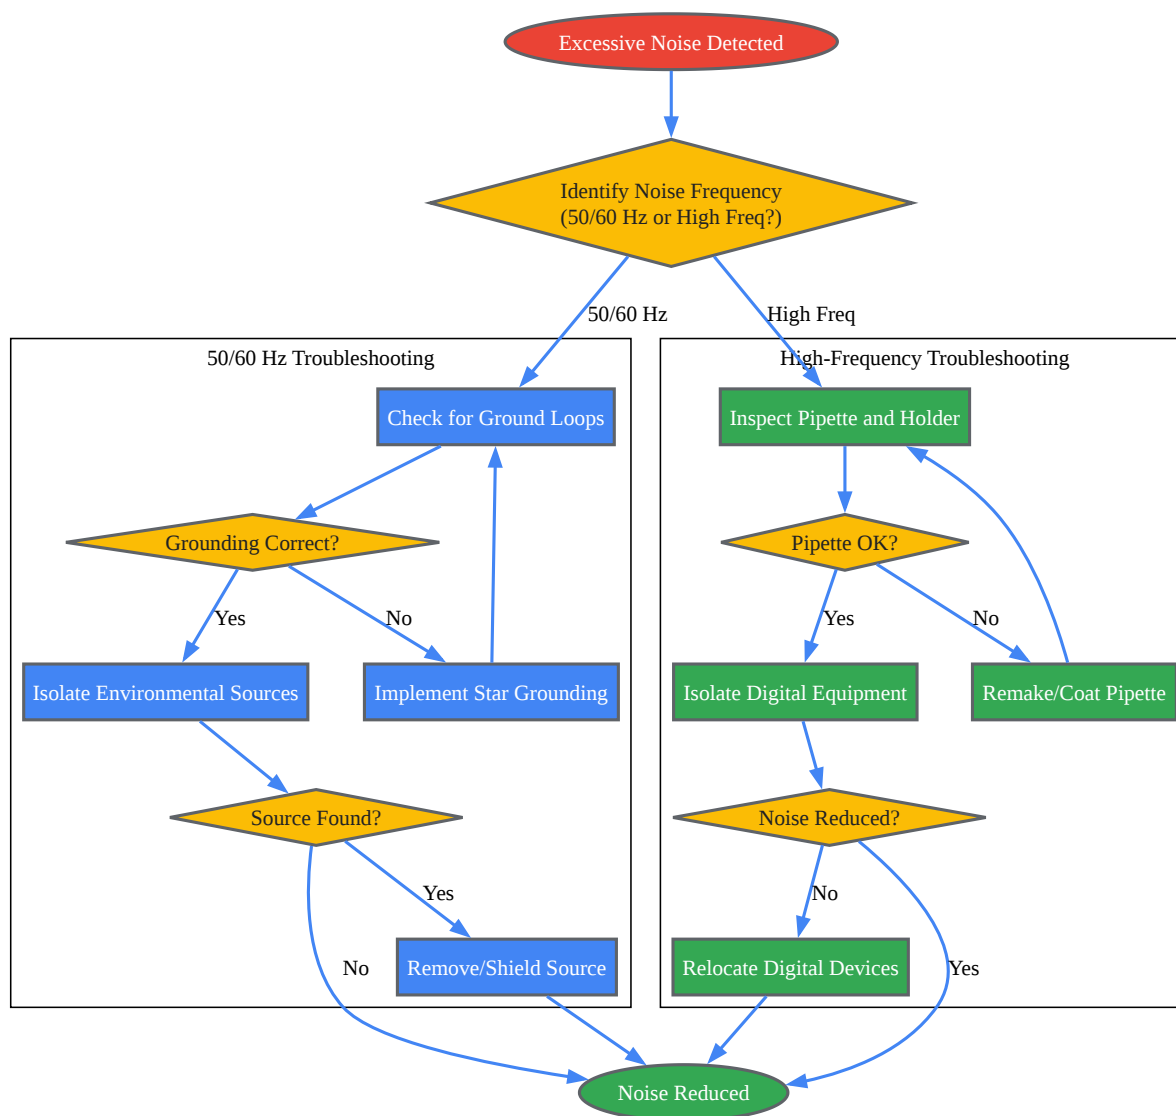 Excessive Noise Detected
Identify Noise Frequency
(50/60 Hz or High Freq?)
50/60 Hz
High Freq
50/60 Hz Troubleshooting
Check for Ground Loops
Grounding Correct?
Yes
No
Isolate Environmental Sources
Implement Star Grounding
Source Found?
Yes
No
Remove/Shield Source
High-Frequency Troubleshooting
Inspect Pipette and Holder
Pipette OK?
Yes
No
Isolate Digital Equipment
Remake/Coat Pipette
Noise Reduced?
No
Yes
Relocate Digital Devices
Noise Reduced